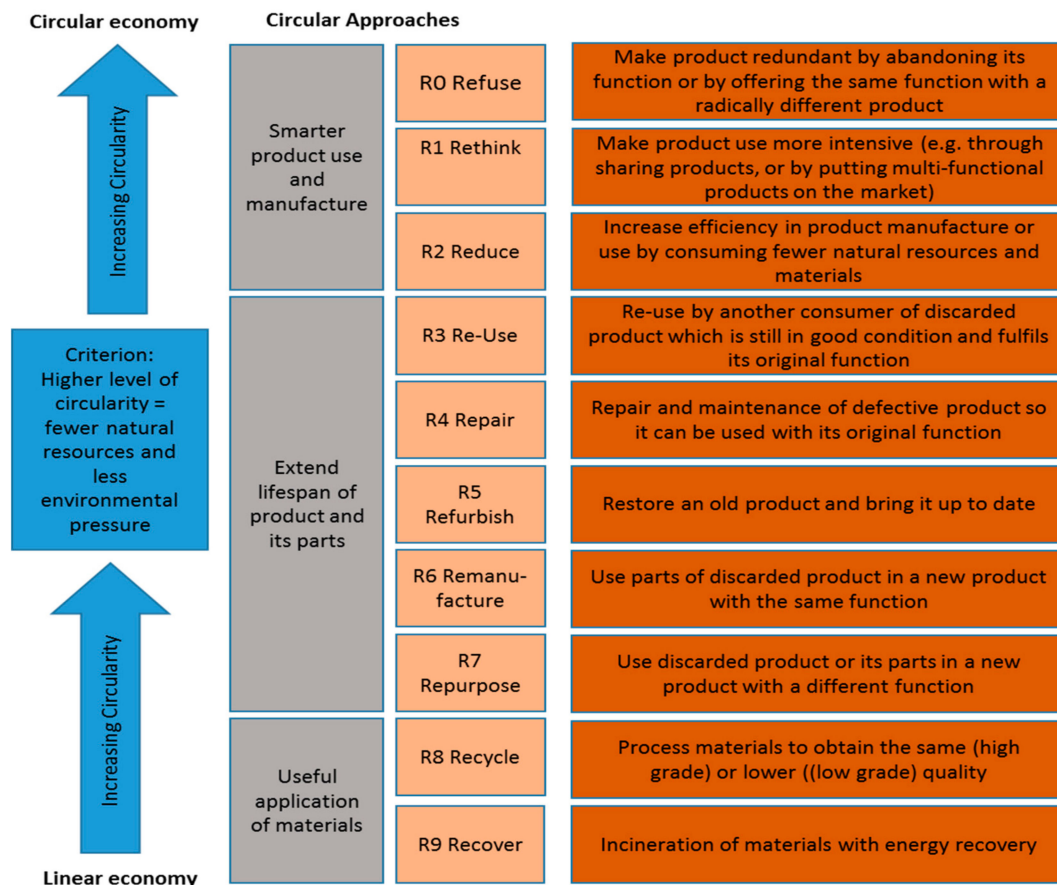 Circular economy
Circular Approaches
Increasing Circularity
Criterion:
Higher level of
circularity =
fewer natural
resources and
less
environmental
pressure
Increasing Circularity
Linear economy
Smarter
product use
and
manufacture
R0 Refuse
Make product redundant by abandoning its
function or by offering the same function with a
radically different product
R1 Rethink
Make product use more intensive (e.g. through
sharing products, or by putting multi-functional
products on the market)
R2 Reduce
Increase efficiency in product manufacture or
use by consuming fewer natural resources and
materials
Extend
lifespan of
product and
its parts
R3 Re-Use
Re-use by another consumer of discarded
product which is still in good condition and fulfils
its original function
R4 Repair
Repair and maintenance of defective product so
it can be used with its original function
R5
Refurbish
Restore an old product and bring it up to date
R6 Remanu-
facture
Use parts of discarded product in a new product
with the same function
R7
Repurpose
Use discarded product or its parts in a new
product with a different function
Useful
application
of materials
R8 Recycle
Process materials to obtain the same (high
grade) or lower ((low grade) quality
R9 Recover
Incineration of materials with energy recovery